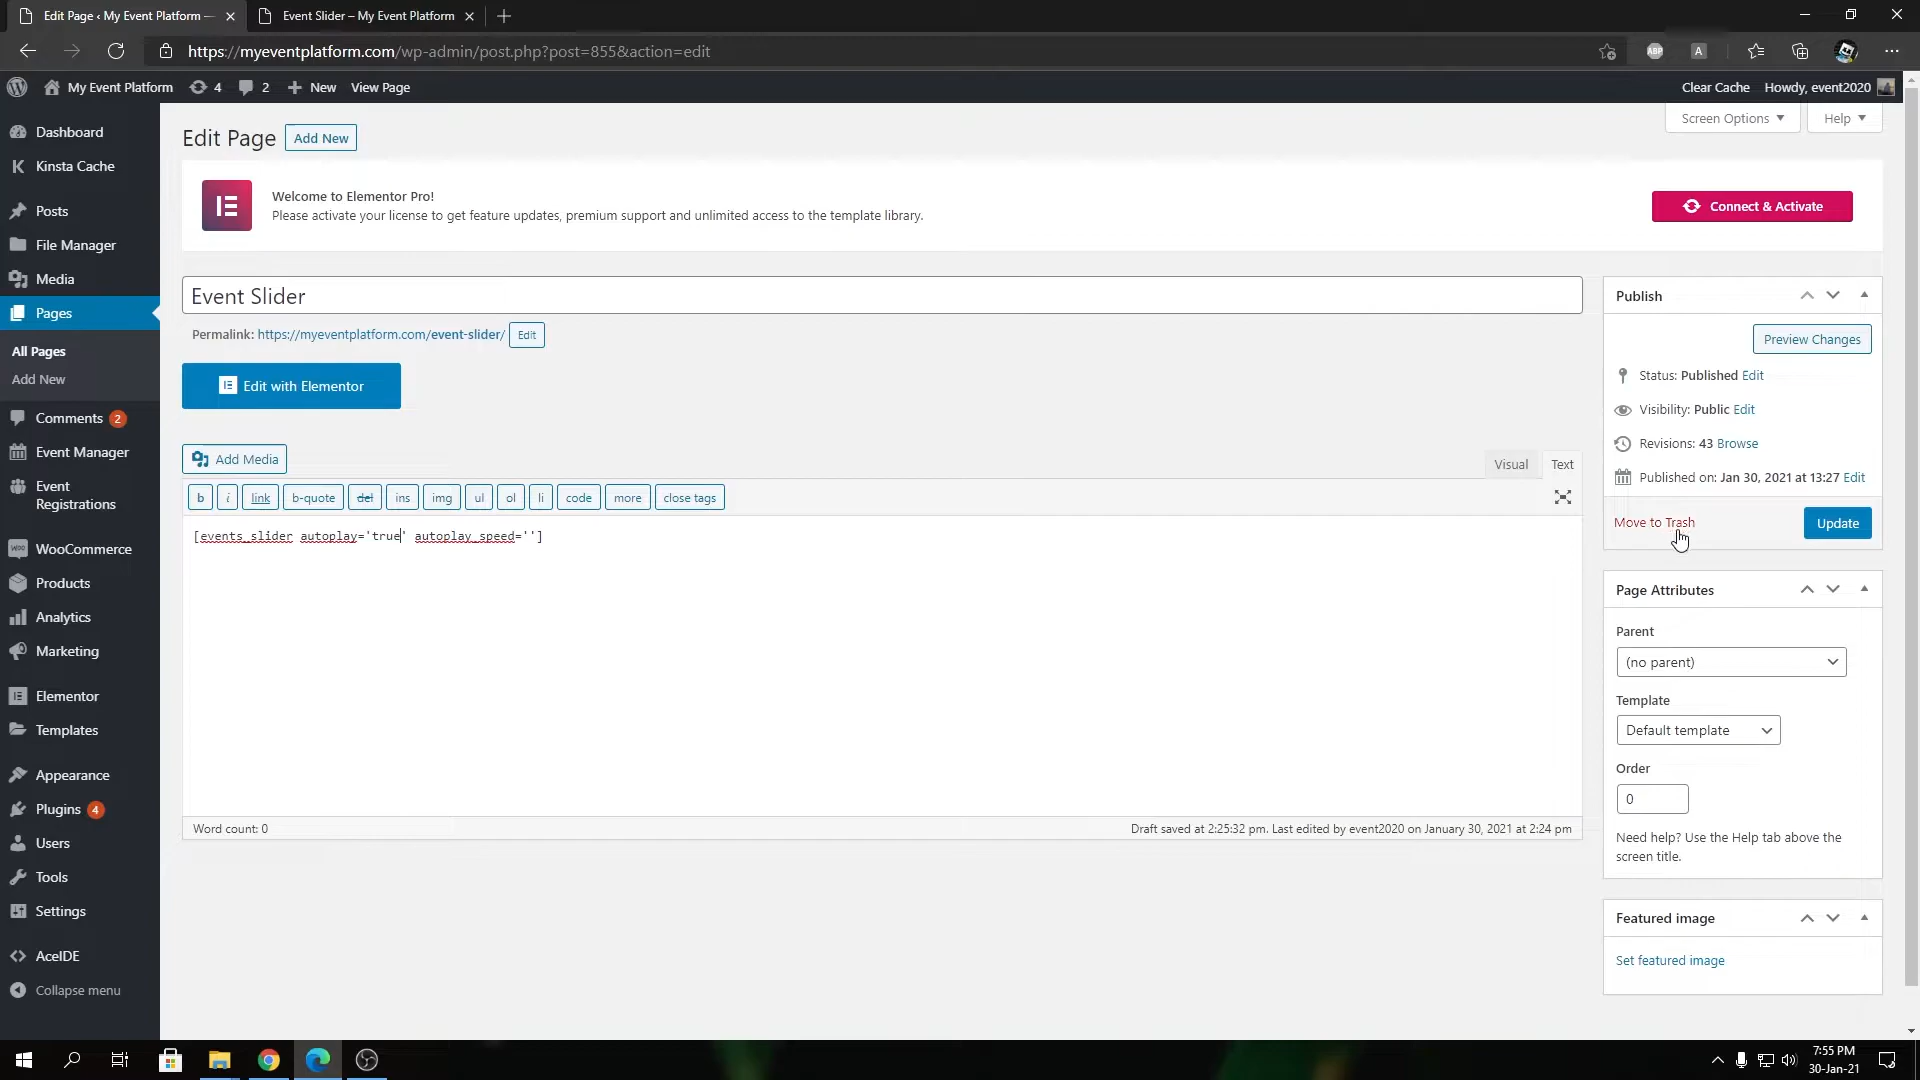 Edit Page ‹ My Event Platform —
Event Slider – My Event Platform
https://myeventplatform.com/wp-admin/post.php?post=855&action=edit
ABP
A
My Event Platform
4
2
New
View Page
Clear Cache
Howdy, event2020
Dashboard
Kinsta Cache
Posts
File Manager
Media
Pages
All Pages
Add New
Comments 2
Event Manager
Event
Registrations
WooCommerce
Products
Analytics
Marketing
Elementor
Templates
Appearance
Plugins 4
Users
Tools
Settings
AceIDE
Collapse menu
Screen Options
Help
Edit Page
Add New
Welcome to Elementor Pro!
Please activate your license to get feature updates, premium support and unlimited access to the template library.
Connect & Activate
Event Slider
Permalink: https://myeventplatform.com/event-slider/ Edit
Edit with Elementor
Add Media
Visual
Text
b
i
link
b-quote
del
ins
img
ul
ol
li
code
more
close tags
[events_slider autoplay='true' autoplay_speed='']
Word count: 0
Draft saved at 2:25:32 pm. Last edited by event2020 on January 30, 2021 at 2:24 pm
Publish
Preview Changes
Status: Published Edit
Visibility: Public Edit
Revisions: 43 Browse
Published on: Jan 30, 2021 at 13:27 Edit
Move to Trash
Update
Page Attributes
Parent
(no parent)
Template
Default template
Order
0
Need help? Use the Help tab above the
screen title.
Featured image
Set featured image
7:55 PM
30-Jan-21